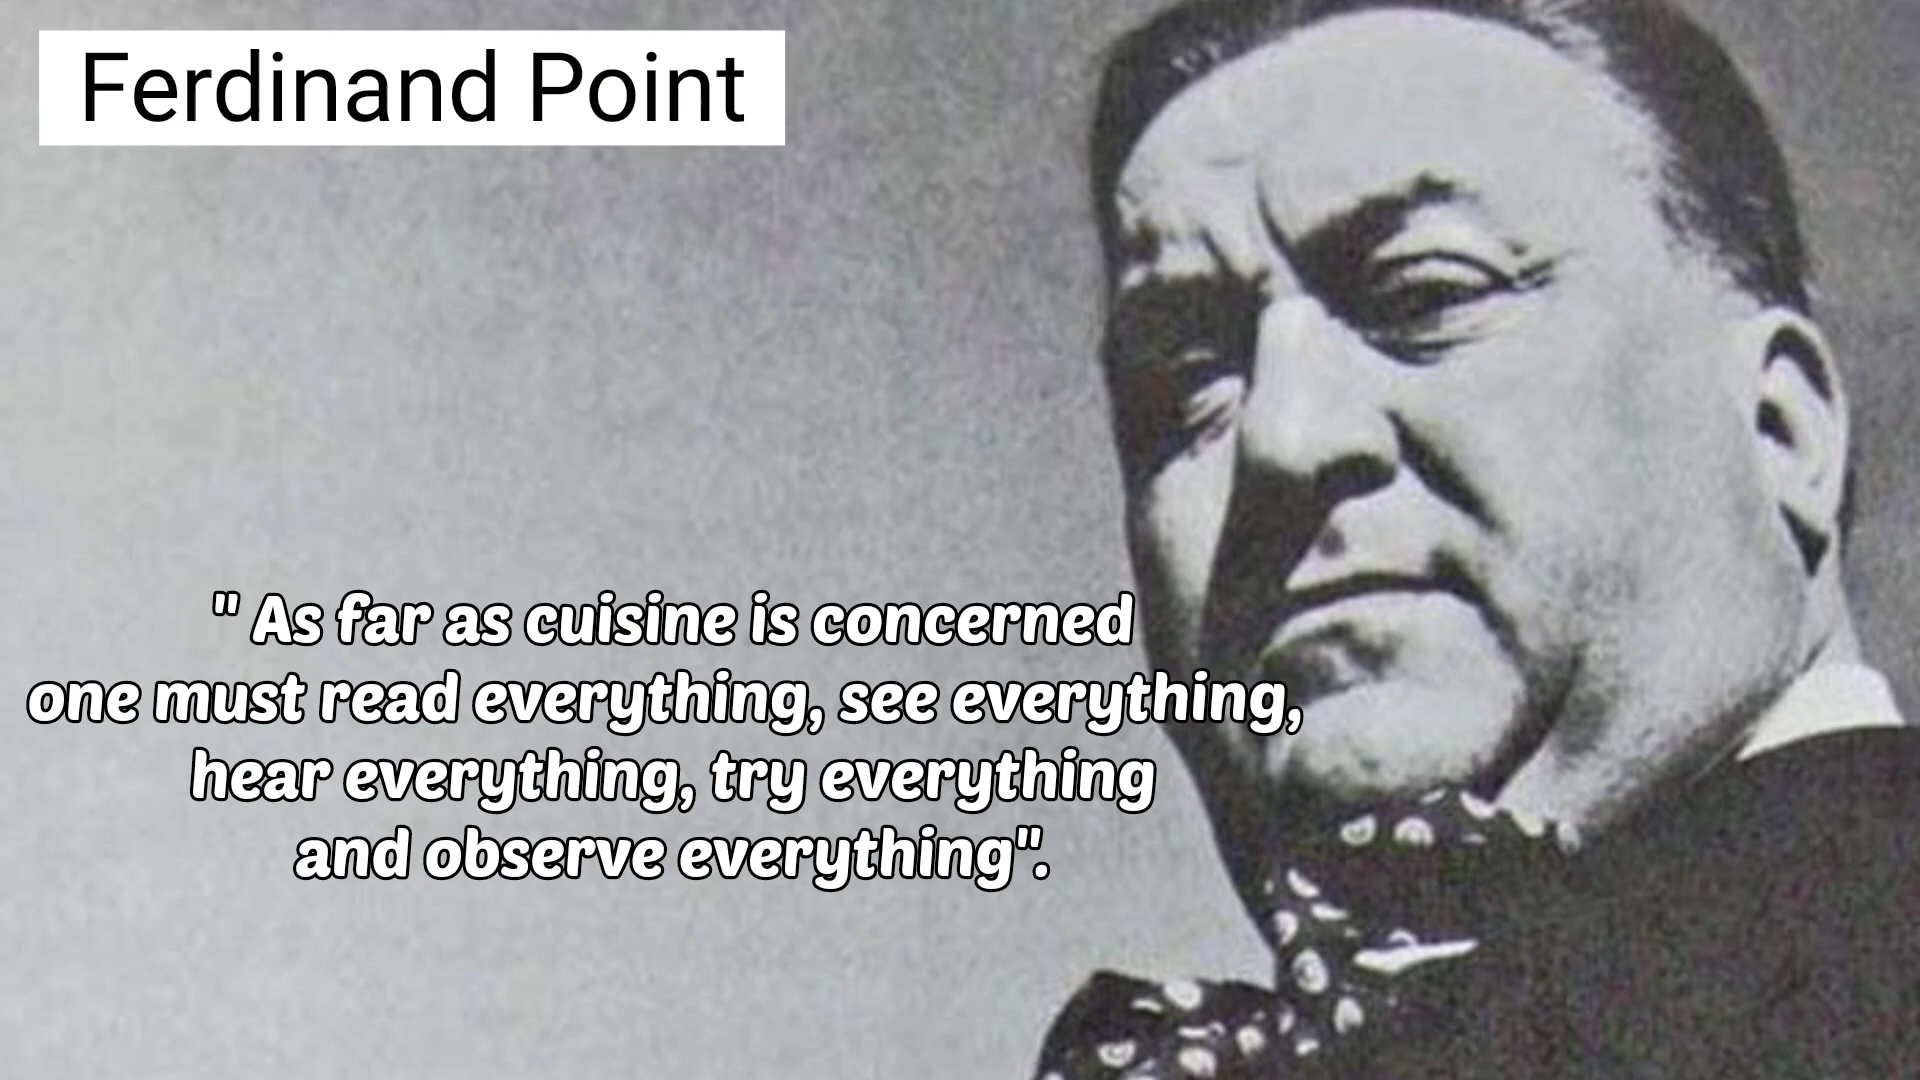 Ferdinand Point
" As far as cuisine is concerned
one must read everything, see everything,
hear everything, try everything
and observe everything".